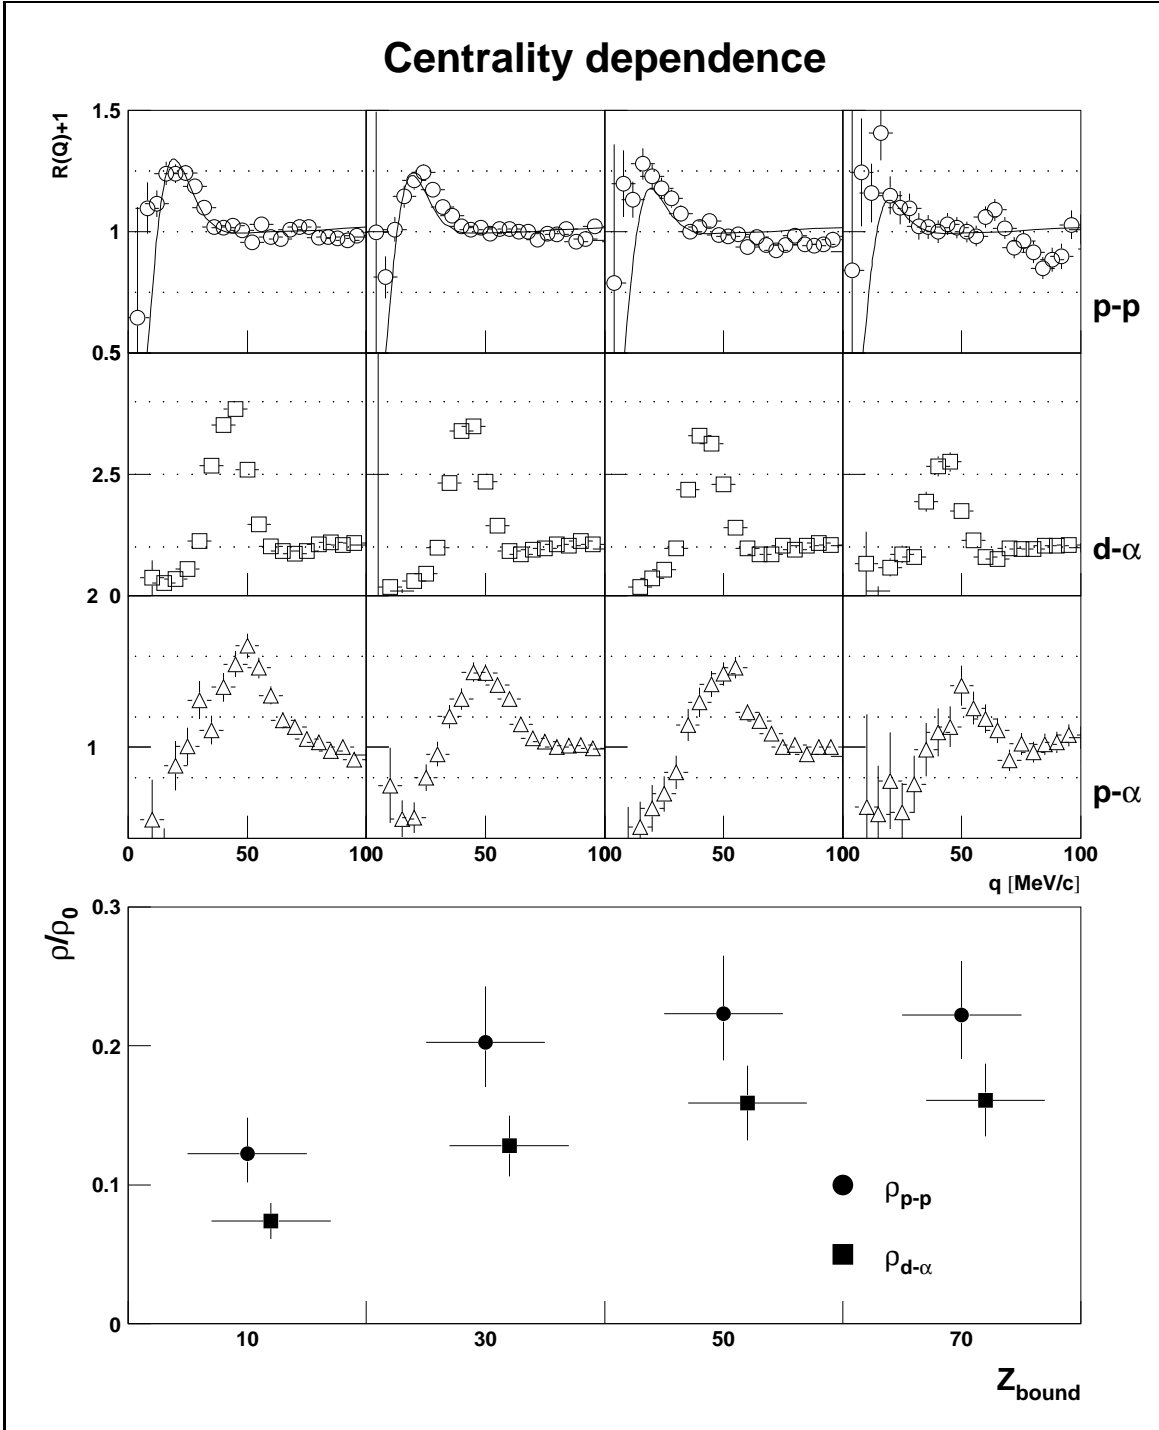 Centrality dependence
R(Q)+1
1.5
1
0.5
p-p
2.5
d-α
2 0
1
p-α
0 50 100 50 100 50 100 50 100
q [MeV/c]
ρ/ρ0
0.3
0.2
0.1
0
ρp-p
ρd-α
10 30 50 70
Zbound